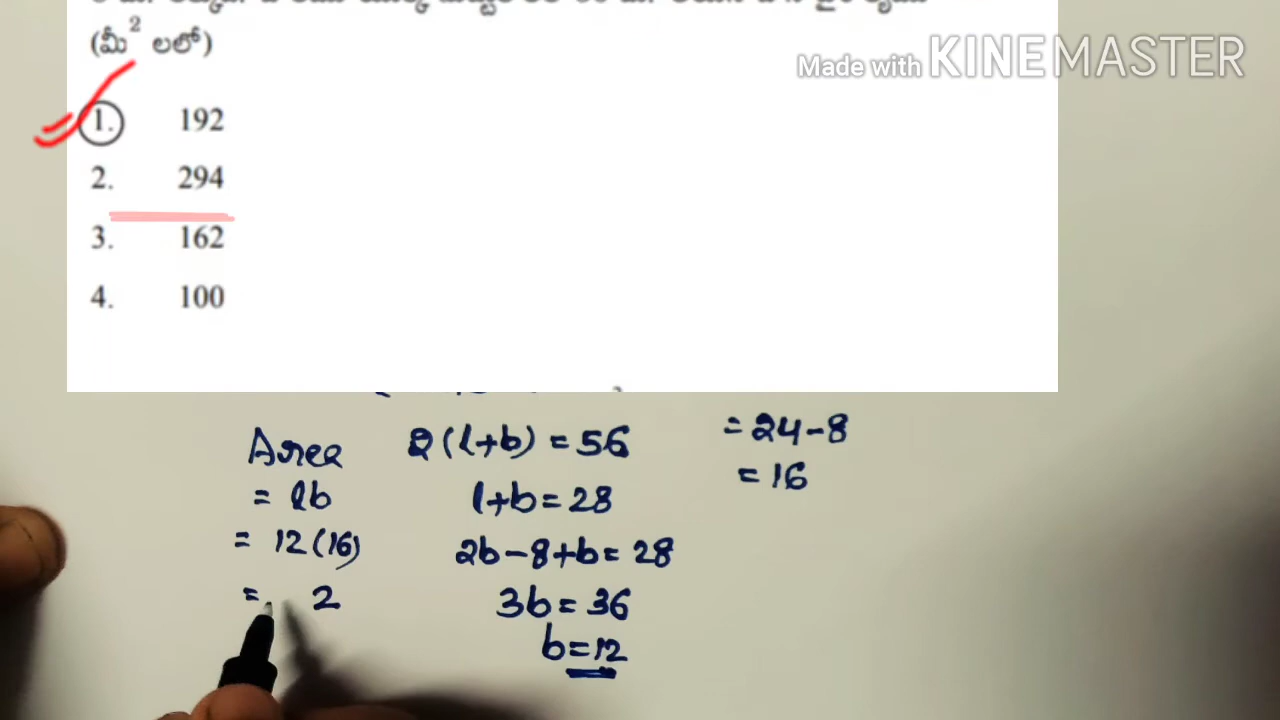 (మీ² లలో)
Made with KINEMASTER
1. 192
2. 294
3. 162
4. 100
Area
= lb
= 12(16)
= 2
2(l+b) = 56
l+b = 28
2b-8+b = 28
3b = 36
b = 12
= 24-8
= 16